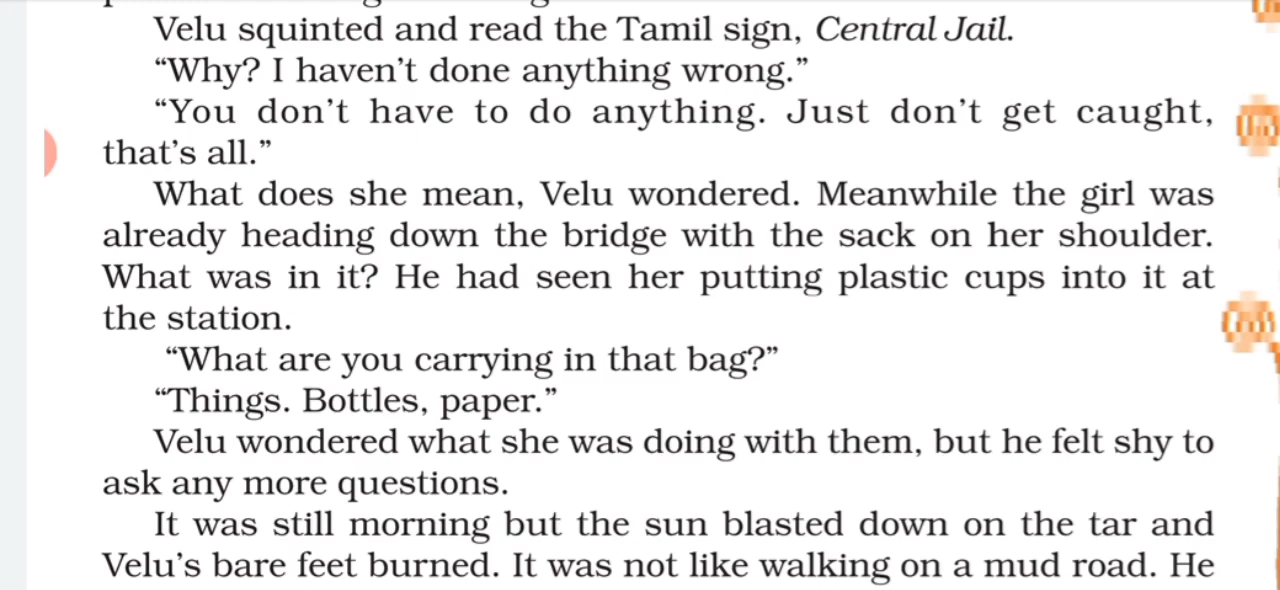 Velu squinted and read the Tamil sign, Central Jail.
“Why? I haven’t done anything wrong.”
“You don’t have to do anything. Just don’t get caught,
that’s all.”
What does she mean, Velu wondered. Meanwhile the girl was
already heading down the bridge with the sack on her shoulder.
What was in it? He had seen her putting plastic cups into it at
the station.
“What are you carrying in that bag?”
“Things. Bottles, paper.”
Velu wondered what she was doing with them, but he felt shy to
ask any more questions.
It was still morning but the sun blasted down on the tar and
Velu’s bare feet burned. It was not like walking on a mud road. He